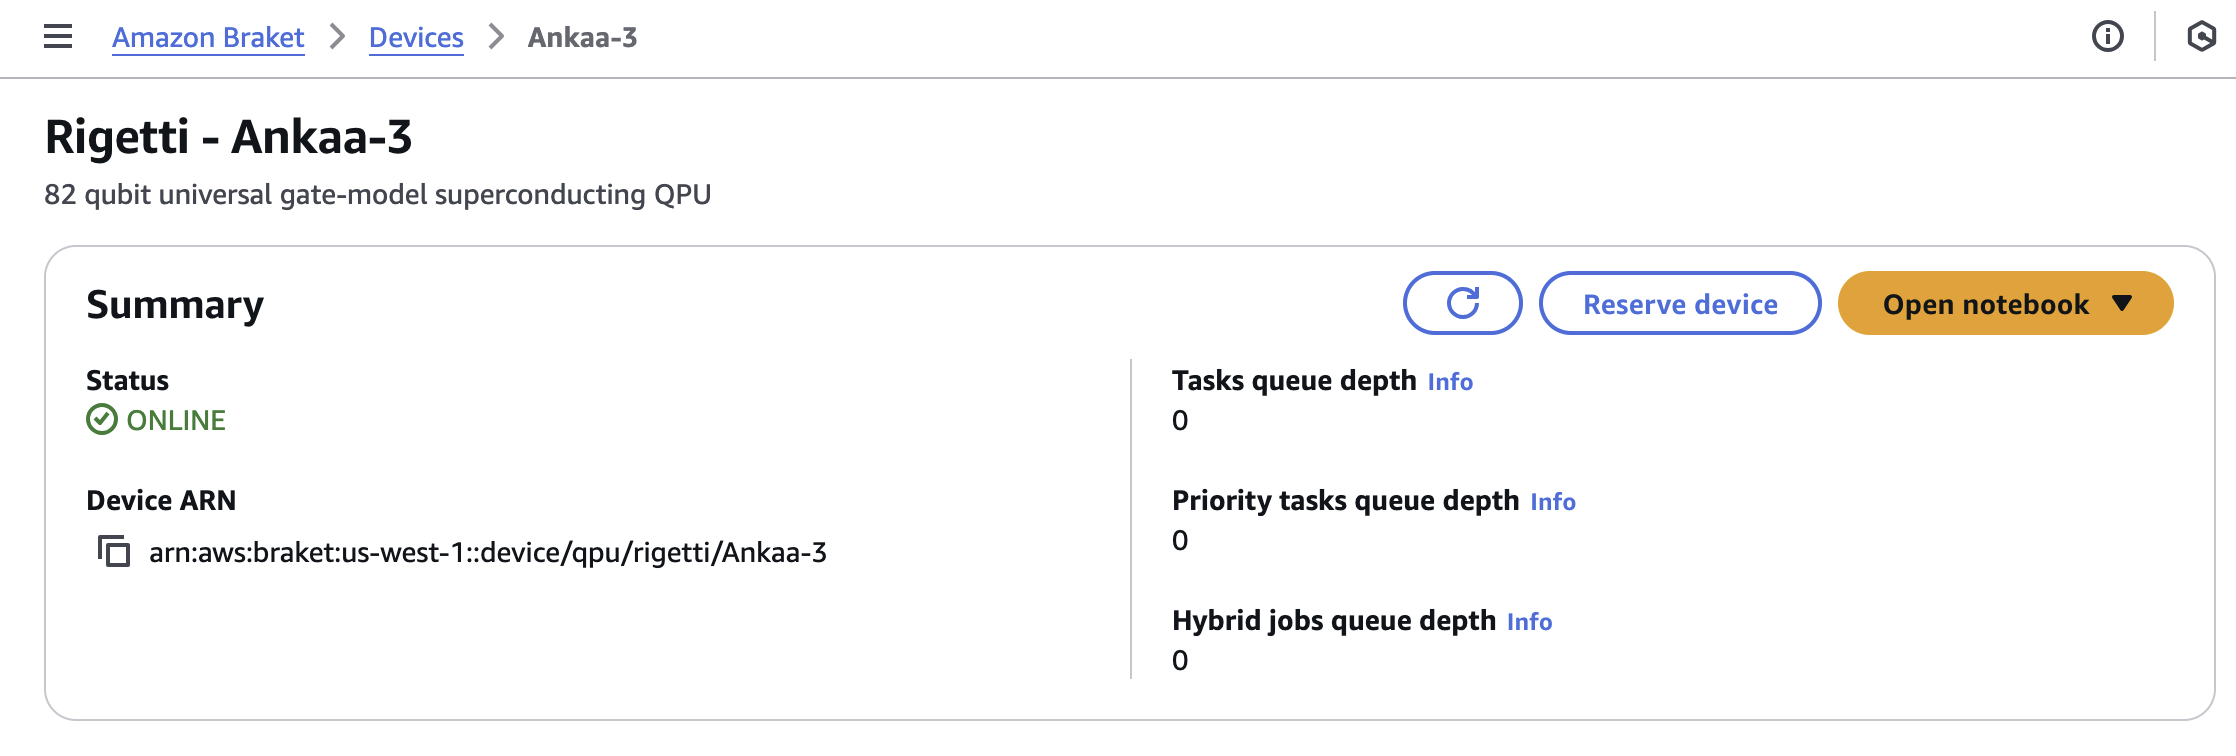 Amazon Braket > Devices > Ankaa-3
Rigetti - Ankaa-3
82 qubit universal gate-model superconducting QPU
Summary
Reserve device
Open notebook
Status
ONLINE
Device ARN
arn:aws:braket:us-west-1::device/qpu/rigetti/Ankaa-3
Tasks queue depth Info
0
Priority tasks queue depth Info
0
Hybrid jobs queue depth Info
0